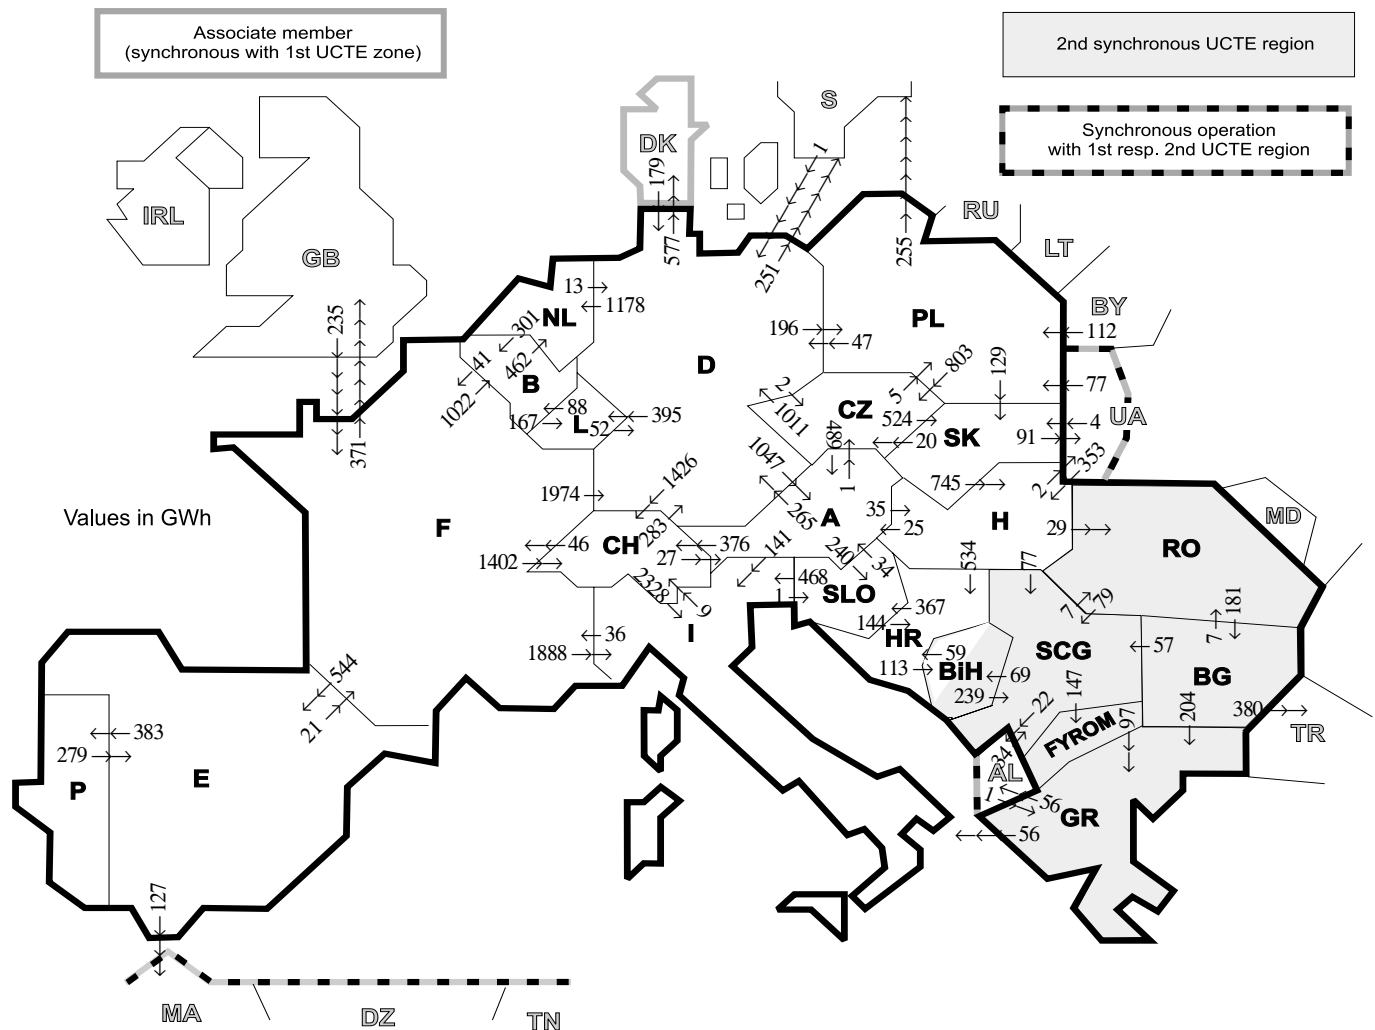 Associate member
(synchronous with 1st UCTE zone)
2nd synchronous UCTE region
Synchronous operation
with 1st resp. 2nd UCTE region
S
DK
1
179
IRL
RU
GB
577
251
255
LT
13
1178
BY
235
301
NL
196
47
PL
112
41
462
D
803
129
77
B
2
5
1022
88
395
1011
CZ
524
4
UA
167
L
52
489
20
SK
91
371
353
1047
1426
1974
745
1
2
265
35
Values in GWh
F
283
A
25
H
29
MD
RO
46
CH
376
141
240
534
77
1402
27
34
2328
468
SLO
7
79
181
1
9
367
36
I
144
HR
7
1888
59
SCG
57
544
113
BiH
69
BG
239
147
22
204
21
383
97
380
279
FYROM
TR
34
AL
P
E
1
56
GR
56
127
MA
DZ
TN